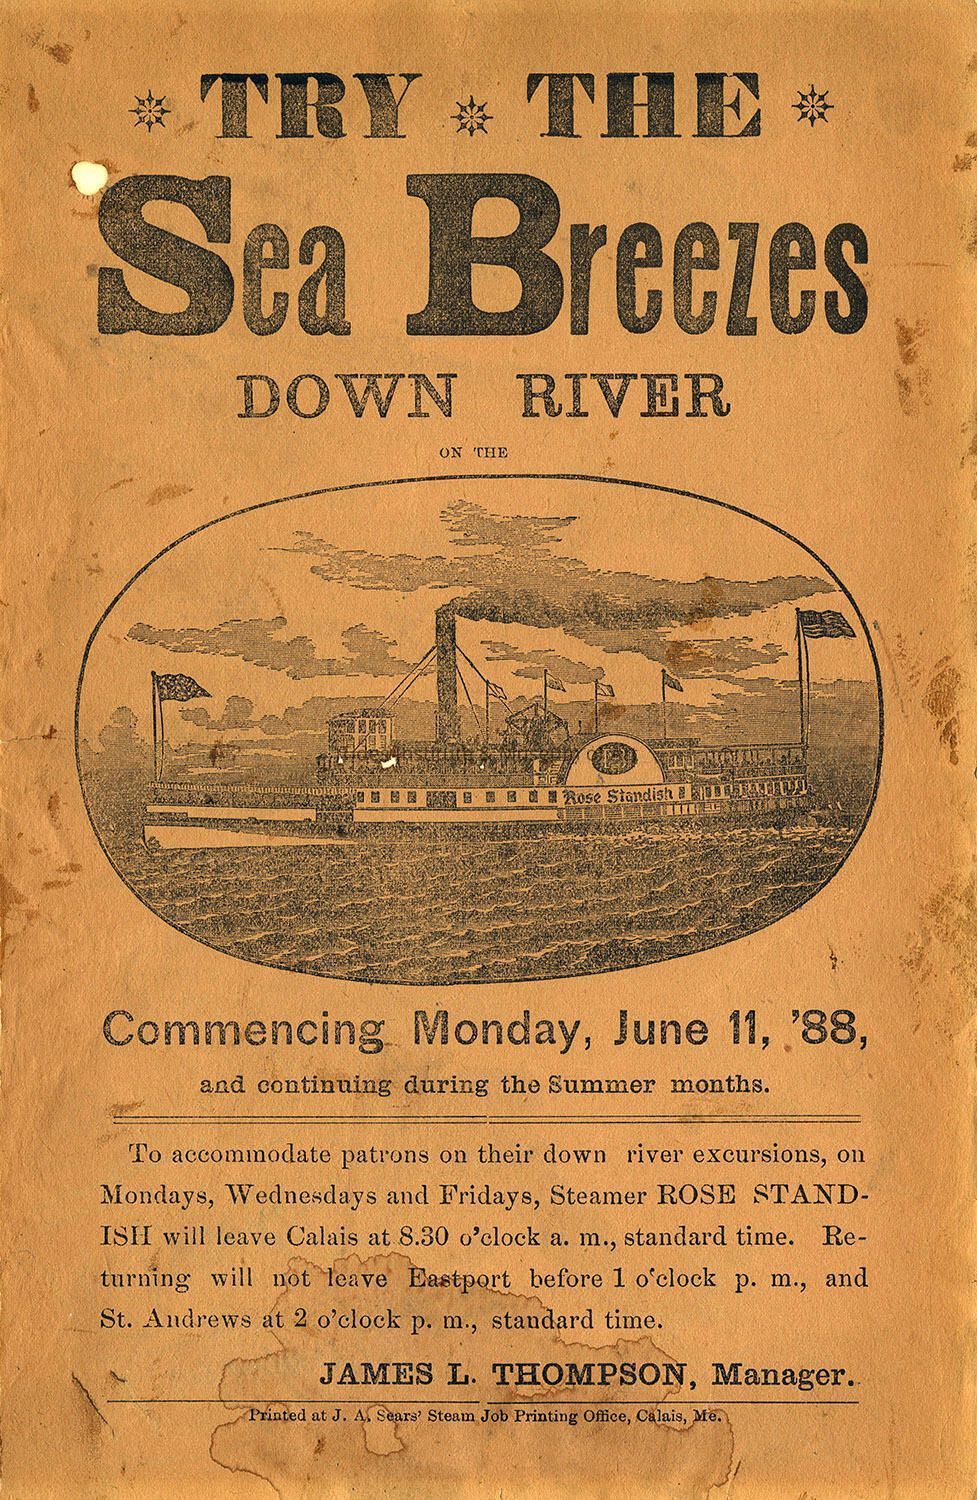 TRY THE
Sea Breezes
DOWN RIVER
ON THE
Rose Standish
Commencing Monday, June 11, '88,
and continuing during the Summer months.
To accommodate patrons on their down river excursions, on
Mondays, Wednesdays and Fridays, Steamer ROSE STAND-
ISH will leave Calais at 8.30 o'clock a. m., standard time. Re-
turning will not leave Eastport before 1 o'clock p. m., and
St. Andrews at 2 o'clock p. m., standard time.
JAMES L. THOMPSON, Manager.
Printed at J. A. Sears' Steam Job Printing Office, Calais, Me.